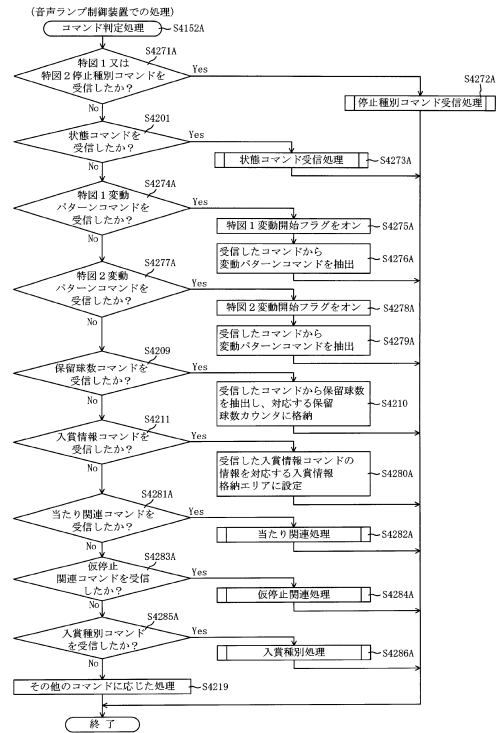 (音声ランプ制御装置での処理)
コマンド判定処理
S4152A
S4271A
特図1又は
特図2停止種別コマンドを
受信したか?
Yes
No
S4272A
停止種別コマンド受信処理
S4201
状態コマンドを
受信したか?
Yes
No
状態コマンド受信処理
S4273A
S4274A
特図1変動
パターンコマンドを
受信したか?
Yes
No
特図1変動開始フラグをオン
S4275A
受信したコマンドから
変動パターンコマンドを抽出
S4276A
S4277A
特図2変動
パターンコマンドを
受信したか?
Yes
No
特図2変動開始フラグをオン
S4278A
受信したコマンドから
変動パターンコマンドを抽出
S4279A
S4209
保留球数コマンドを
受信したか?
Yes
No
受信したコマンドから保留球数
を抽出し、対応する保留
球数カウンタに格納
S4210
S4211
入賞情報コマンドを
受信したか?
Yes
No
受信した入賞情報コマンドの
情報を対応する入賞情報
格納エリアに設定
S4280A
S4281A
当たり関連コマンドを
受信したか?
Yes
No
当たり関連処理
S4282A
S4283A
仮停止
関連コマンドを受信
したか?
Yes
No
仮停止関連処理
S4284A
S4285A
入賞種別コマンド
を受信したか?
Yes
No
入賞種別処理
S4286A
その他のコマンドに応じた処理
S4219
終了